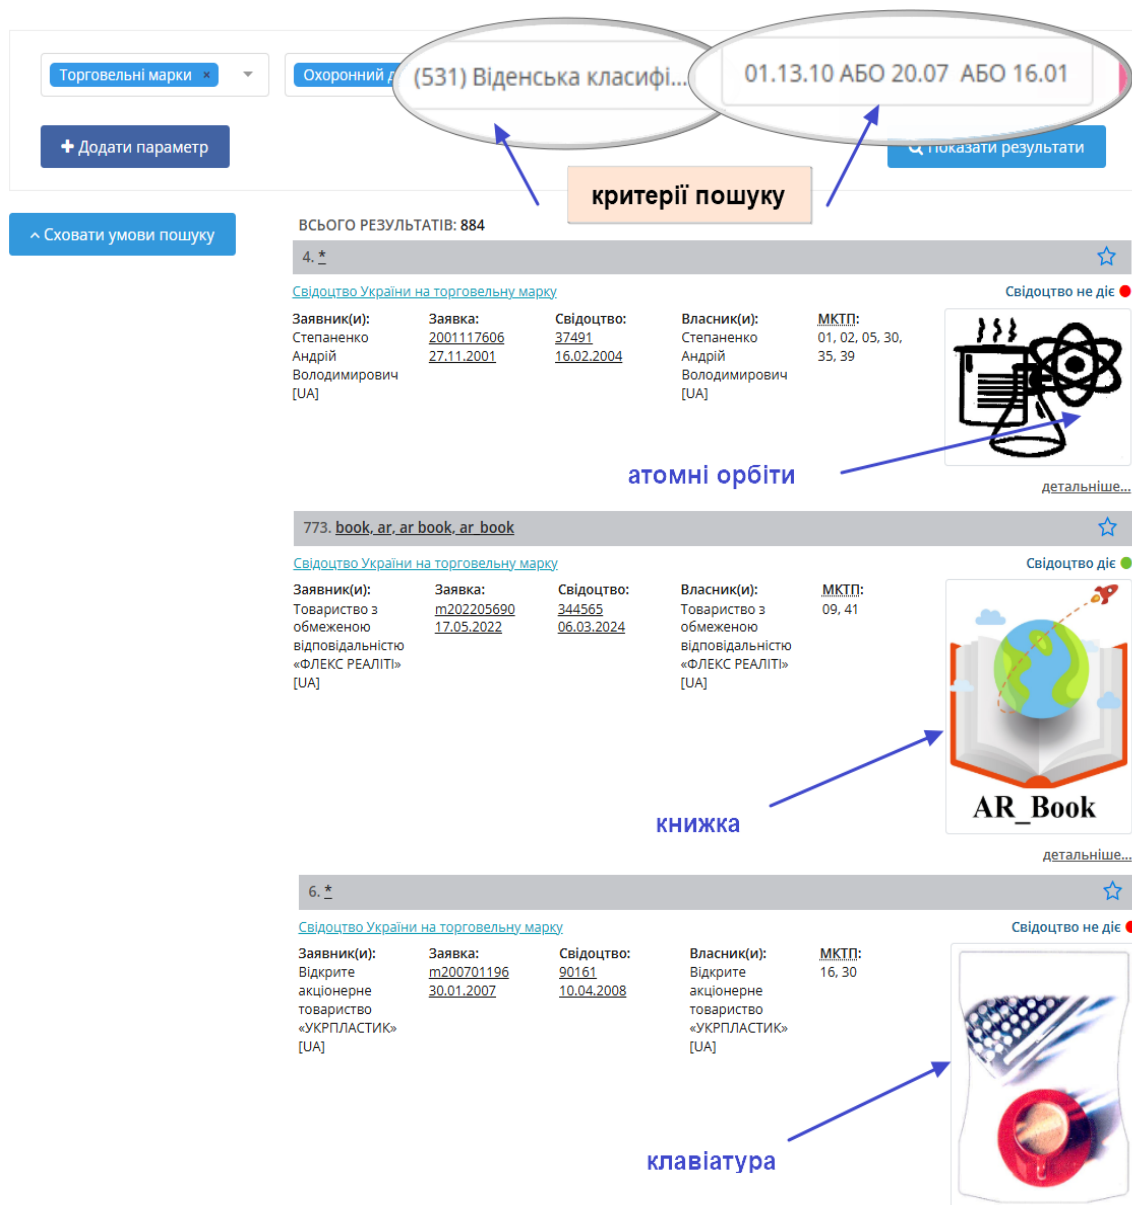 Торговельні марки ×
Охоронний д
(531) Віденська класифі...
01.13.10 АБО 20.07 АБО 16.01
+ Додати параметр
Показати результати
критерії пошуку
Сховати умови пошуку
ВСЬОГО РЕЗУЛЬТАТІВ: 884
4. *
Свідоцтво України на торговельну марку
Свідоцтво не діє
Заявник(и): Заявка: Свідоцтво: Власник(и): МКТП:
Степаненко 2001117606 37491 Степаненко 01, 02, 05, 30,
Андрій 27.11.2001 16.02.2004 Андрій 35, 39
Володимирович Володимирович
[UA] [UA]
атомні орбіти
детальніше...
773. book, ar, ar book, ar_book
Свідоцтво України на торговельну марку
Свідоцтво діє
Заявник(и): Заявка: Свідоцтво: Власник(и): МКТП:
Товариство з m202205690 344565 Товариство з 09, 41
обмеженою 17.05.2022 06.03.2024 обмеженою
відповідальністю відповідальністю
«ФЛЕКС РЕАЛІТІ» «ФЛЕКС РЕАЛІТІ»
[UA] [UA]
AR_Book
книжка
детальніше...
6. *
Свідоцтво України на торговельну марку
Свідоцтво не діє
Заявник(и): Заявка: Свідоцтво: Власник(и): МКТП:
Відкрите m200701196 90161 Відкрите 16, 30
акціонерне 30.01.2007 10.04.2008 акціонерне
товариство товариство
«УКРПЛАСТИК» «УКРПЛАСТИК»
[UA] [UA]
клавіатура